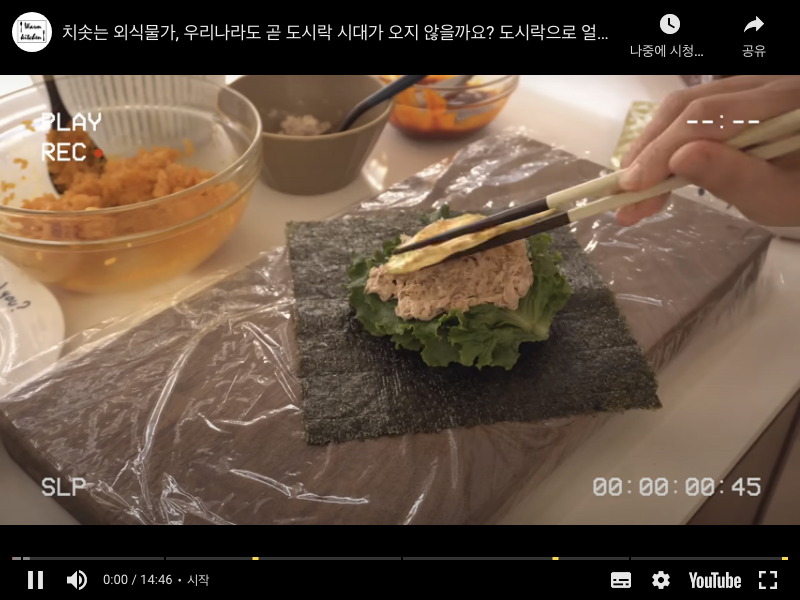 치솟는 외식물가, 우리나라도 곧 도시락 시대가 오지 않을까요? 도시락으로 얼...
나중에 시청...
공유
PLAY
--:--
REC
SLP
00:00:00:45
0:00 / 14:46 • 시작
YouTube